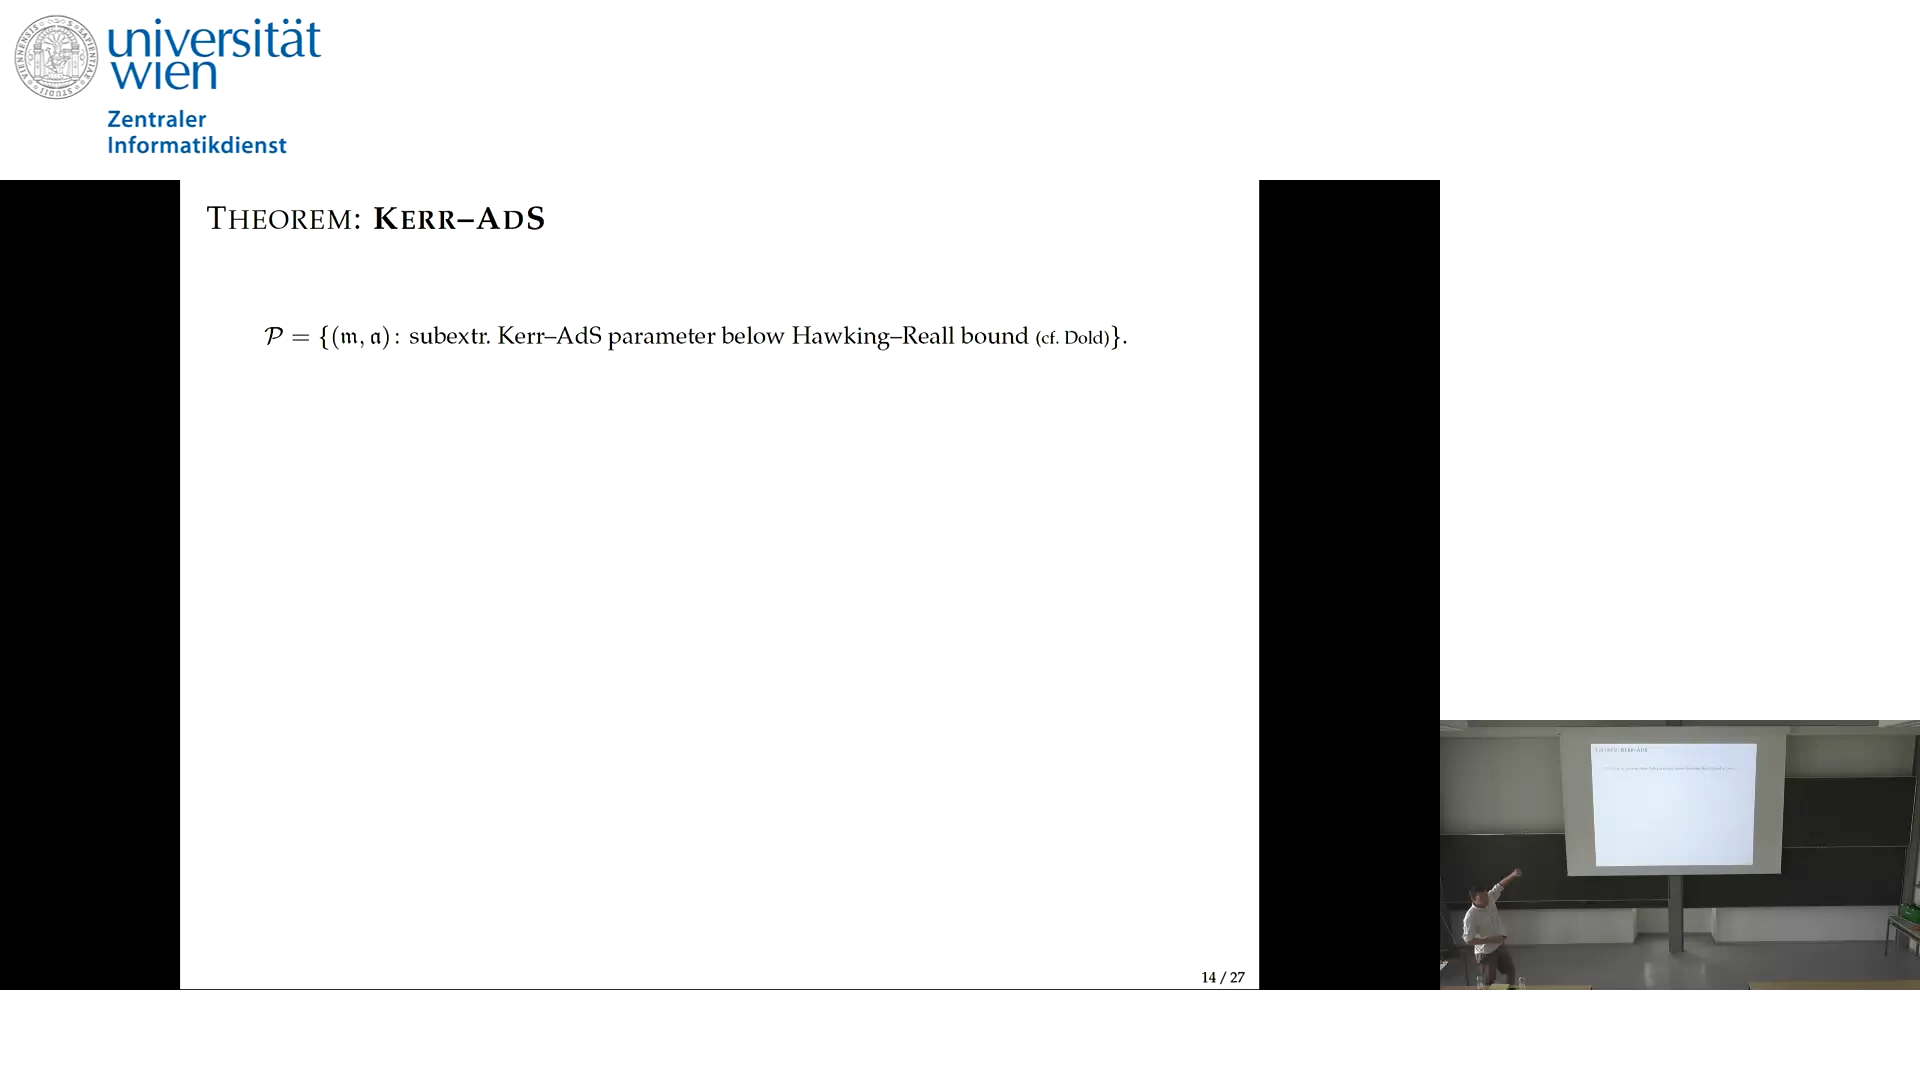 universität
wien
Zentraler
Informatikdienst
THEOREM: KERR–ADS
𝒫 = {(𝔪, 𝔞) : subextr. Kerr–AdS parameter below Hawking–Reall bound (cf. Dold)}.
14 / 27